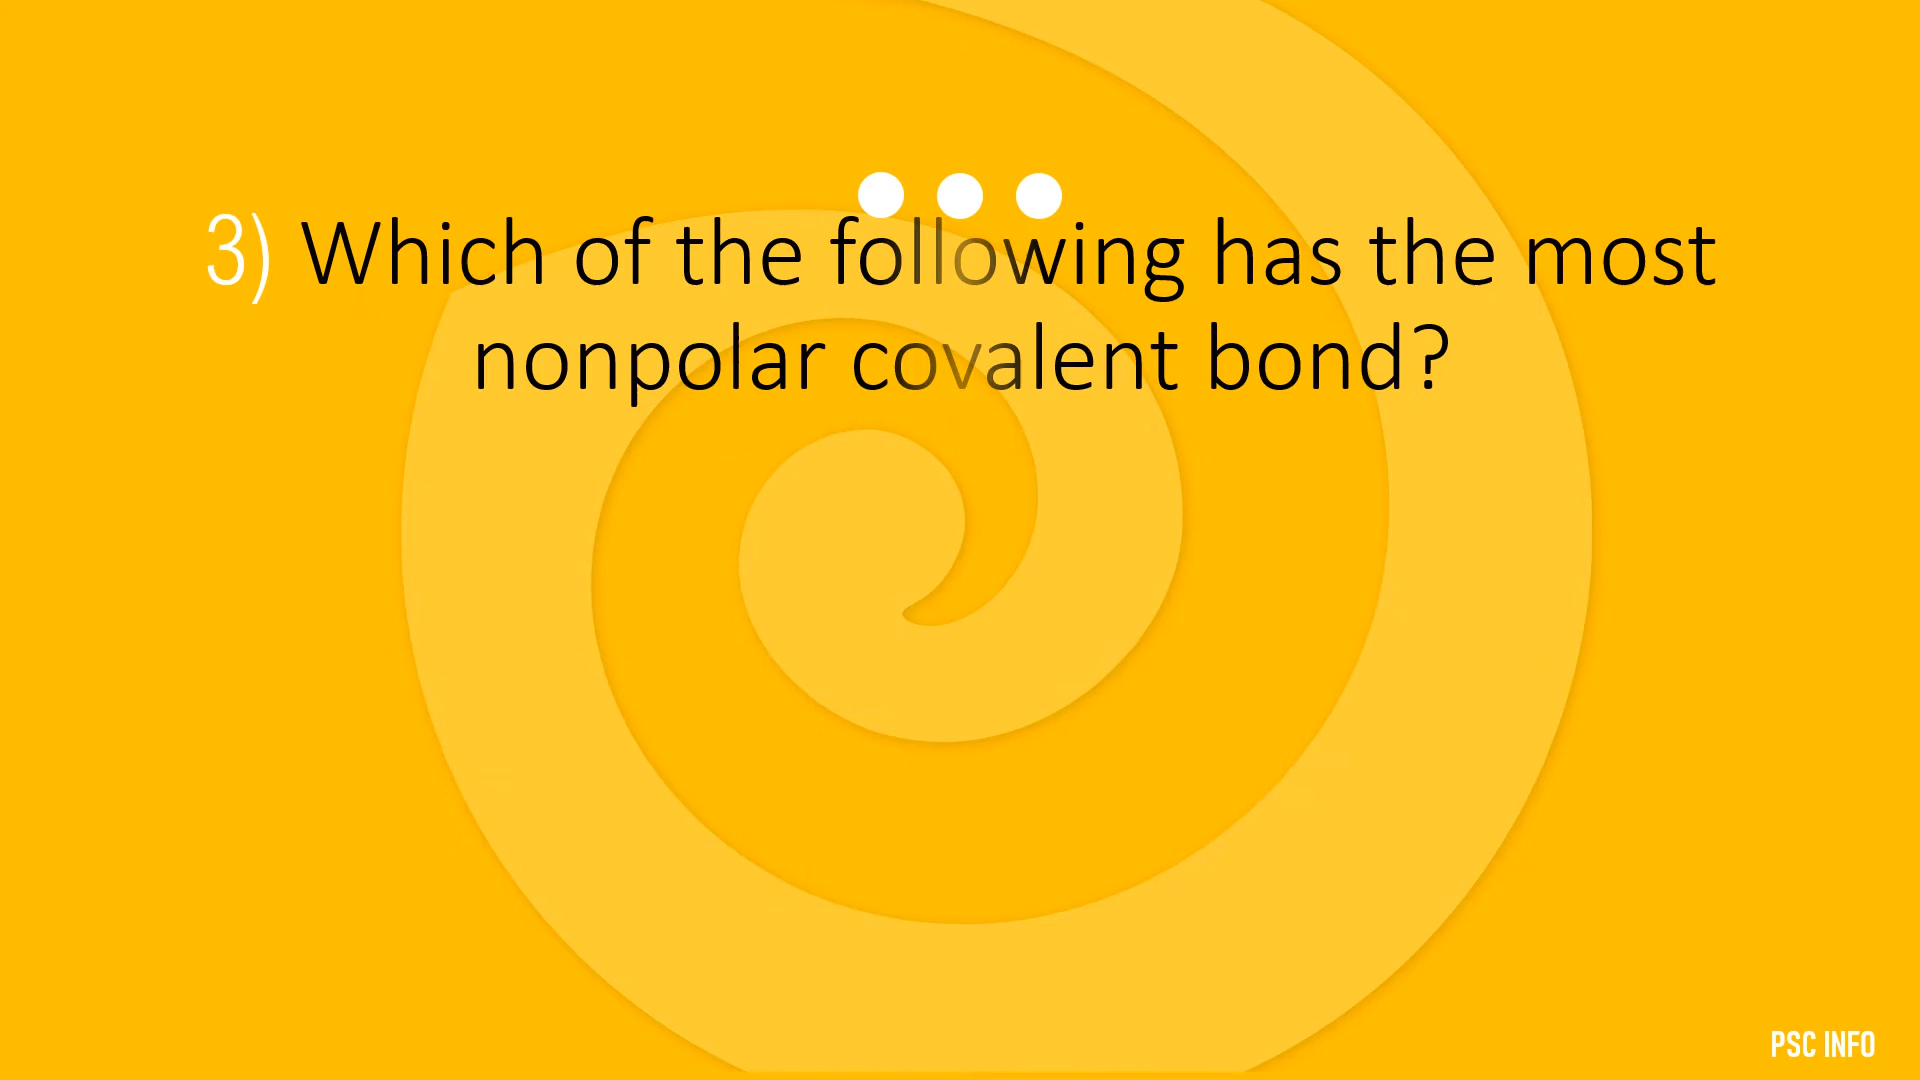 3) Which of the following has the most
nonpolar covalent bond?
PSC INFO